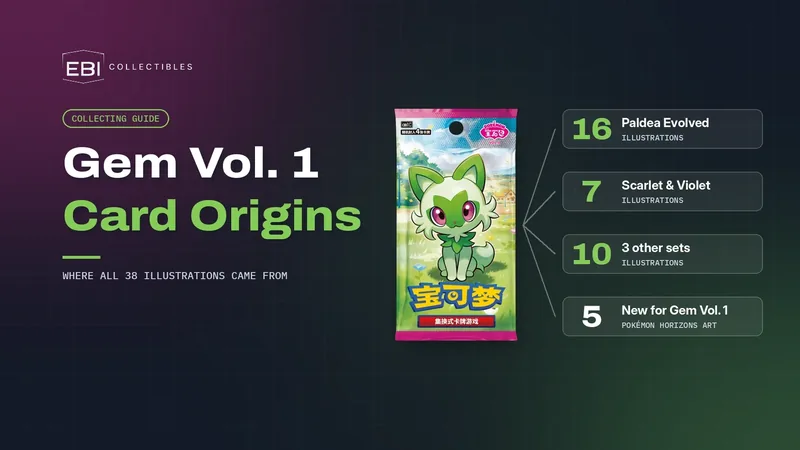 EBI COLLECTIBLES
COLLECTING GUIDE
Gem Vol. 1
Card Origins
WHERE ALL 38 ILLUSTRATIONS CAME FROM
宝可梦
集换式卡牌游戏
16 Paldea Evolved
ILLUSTRATIONS
7 Scarlet & Violet
ILLUSTRATIONS
10 3 other sets
ILLUSTRATIONS
5 New for Gem Vol. 1
POKÉMON HORIZONS ART